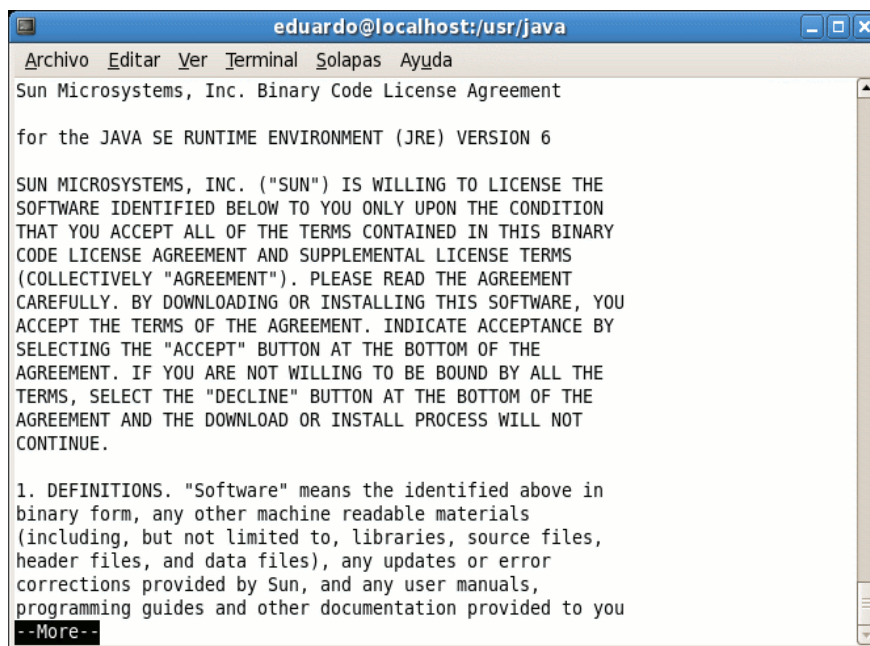 eduardo@localhost:/usr/java
Archivo Editar Ver Terminal Solapas Ayuda
Sun Microsystems, Inc. Binary Code License Agreement
for the JAVA SE RUNTIME ENVIRONMENT (JRE) VERSION 6
SUN MICROSYSTEMS, INC. ("SUN") IS WILLING TO LICENSE THE
SOFTWARE IDENTIFIED BELOW TO YOU ONLY UPON THE CONDITION
THAT YOU ACCEPT ALL OF THE TERMS CONTAINED IN THIS BINARY
CODE LICENSE AGREEMENT AND SUPPLEMENTAL LICENSE TERMS
(COLLECTIVELY "AGREEMENT"). PLEASE READ THE AGREEMENT
CAREFULLY. BY DOWNLOADING OR INSTALLING THIS SOFTWARE, YOU
ACCEPT THE TERMS OF THE AGREEMENT. INDICATE ACCEPTANCE BY
SELECTING THE "ACCEPT" BUTTON AT THE BOTTOM OF THE
AGREEMENT. IF YOU ARE NOT WILLING TO BE BOUND BY ALL THE
TERMS, SELECT THE "DECLINE" BUTTON AT THE BOTTOM OF THE
AGREEMENT AND THE DOWNLOAD OR INSTALL PROCESS WILL NOT
CONTINUE.
1. DEFINITIONS. "Software" means the identified above in
binary form, any other machine readable materials
(including, but not limited to, libraries, source files,
header files, and data files), any updates or error
corrections provided by Sun, and any user manuals,
programming guides and other documentation provided to you
--More--